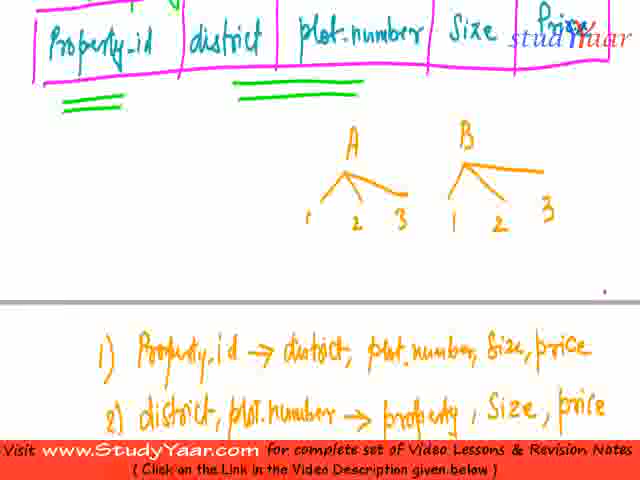 Property_id district plot.number Size Price
studYYaar
A B
1 2 3 1 2 3
1) Property_id → district, plot.number, Size, price
2) district, plot.number → property, Size, price
Visit www.StudyYaar.com for complete set of Video Lessons & Revision Notes
( Click on the Link in the Video Description given below )